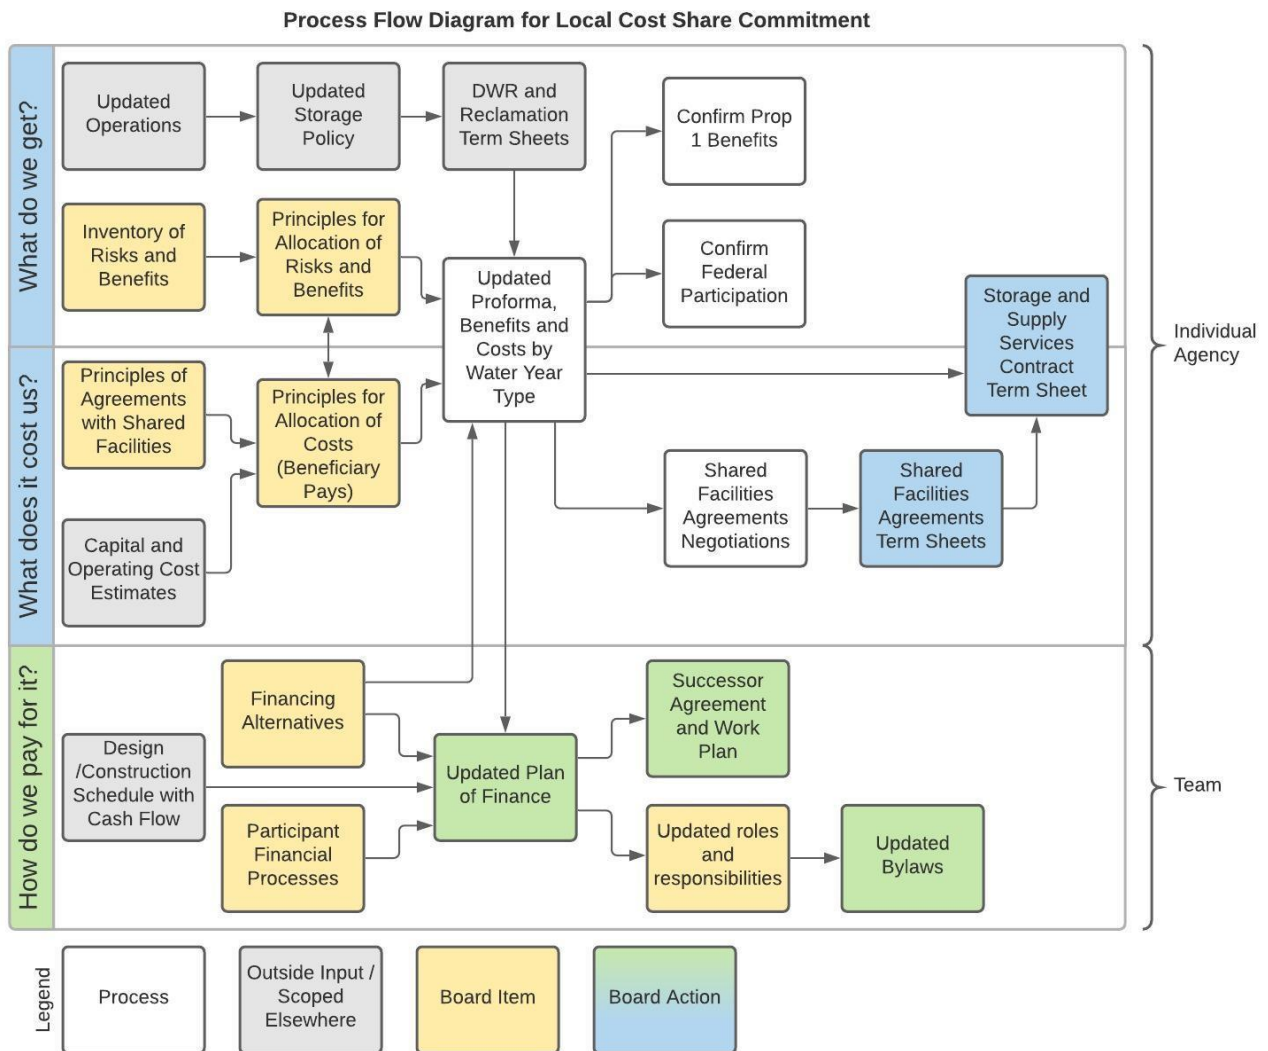 Process Flow Diagram for Local Cost Share Commitment
What do we get?
Updated
Operations
Updated
Storage
Policy
DWR and
Reclamation
Term Sheets
Confirm Prop
1 Benefits
Inventory of
Risks and
Benefits
Principles for
Allocation of
Risks and
Benefits
Updated
Proforma,
Benefits and
Costs by
Water Year
Type
Confirm
Federal
Participation
Storage and
Supply
Services
Contract
Term Sheet
Individual
Agency
What does it cost us?
Principles of
Agreements
with Shared
Facilities
Principles for
Allocation of
Costs
(Beneficiary
Pays)
Shared
Facilities
Agreements
Negotiations
Shared
Facilities
Agreements
Term Sheets
Capital and
Operating Cost
Estimates
How do we pay for it?
Financing
Alternatives
Successor
Agreement
and Work
Plan
Design
/Construction
Schedule with
Cash Flow
Updated Plan
of Finance
Team
Participant
Financial
Processes
Updated roles
and
responsibilities
Updated
Bylaws
Legend
Process
Outside Input /
Scoped
Elsewhere
Board Item
Board Action